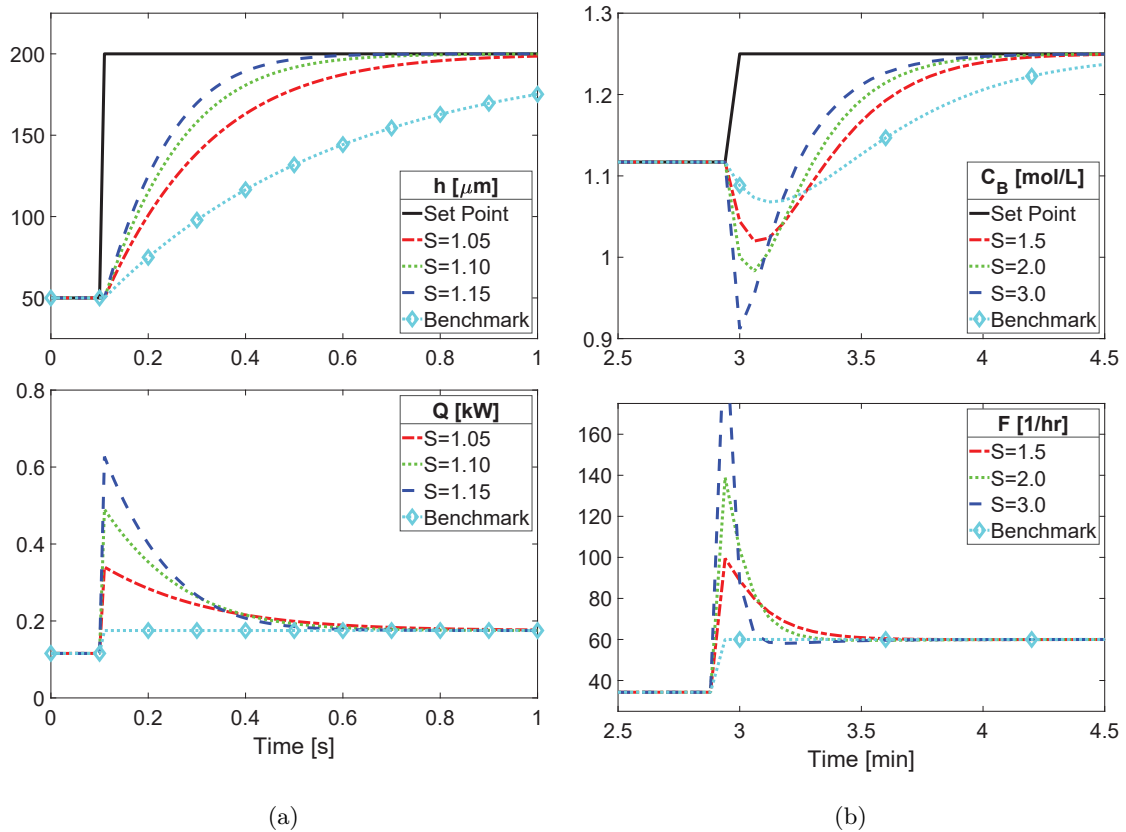 200
150
100
50
0
0.2
0.4
0.6
0.8
1
h [μm]
Set Point
S=1.05
S=1.10
S=1.15
Benchmark
1.3
1.2
1.1
1
0.9
2.5
3
3.5
4
4.5
C_B [mol/L]
Set Point
S=1.5
S=2.0
S=3.0
Benchmark
0.8
0.6
0.4
0.2
0
0
0.2
0.4
0.6
0.8
1
Time [s]
Q [kW]
S=1.05
S=1.10
S=1.15
Benchmark
160
140
120
100
80
60
40
2.5
3
3.5
4
4.5
Time [min]
F [1/hr]
S=1.5
S=2.0
S=3.0
Benchmark
(a)
(b)